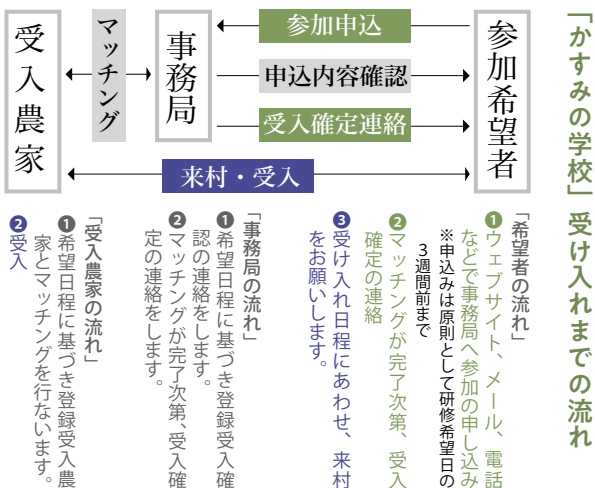 「かすみの学校」受け入れまでの流れ
参加希望者
参加申込
申込内容確認
受入確定連絡
来村・受入
事務局
マッチング
受入農家
「希望者の流れ」
❶ウェブサイト、メール、電話
などで事務局へ参加の申し込み
※申込みは原則として研修希望日の
3週間前まで
❷マッチングが完了次第、受入
確定の連絡
❸受け入れ日程にあわせ、来村
をお願いします。
「事務局の流れ」
❶希望日程に基づき登録受入確
認の連絡をします。
❷マッチングが完了次第、受入確
定の連絡をします。
「受入農家の流れ」
❶希望日程に基づき登録受入農
家とマッチングを行ないます。
❷受入